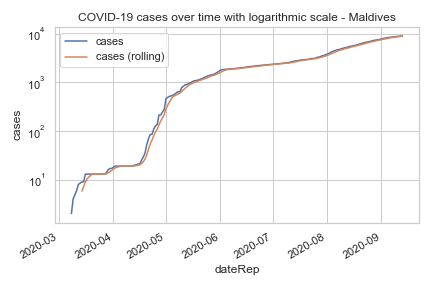 COVID-19 cases over time with logarithmic scale - Maldives
cases
cases (rolling)
10⁴
10³
10²
10¹
cases
2020-03
2020-04
2020-05
2020-06
2020-07
2020-08
2020-09
dateRep